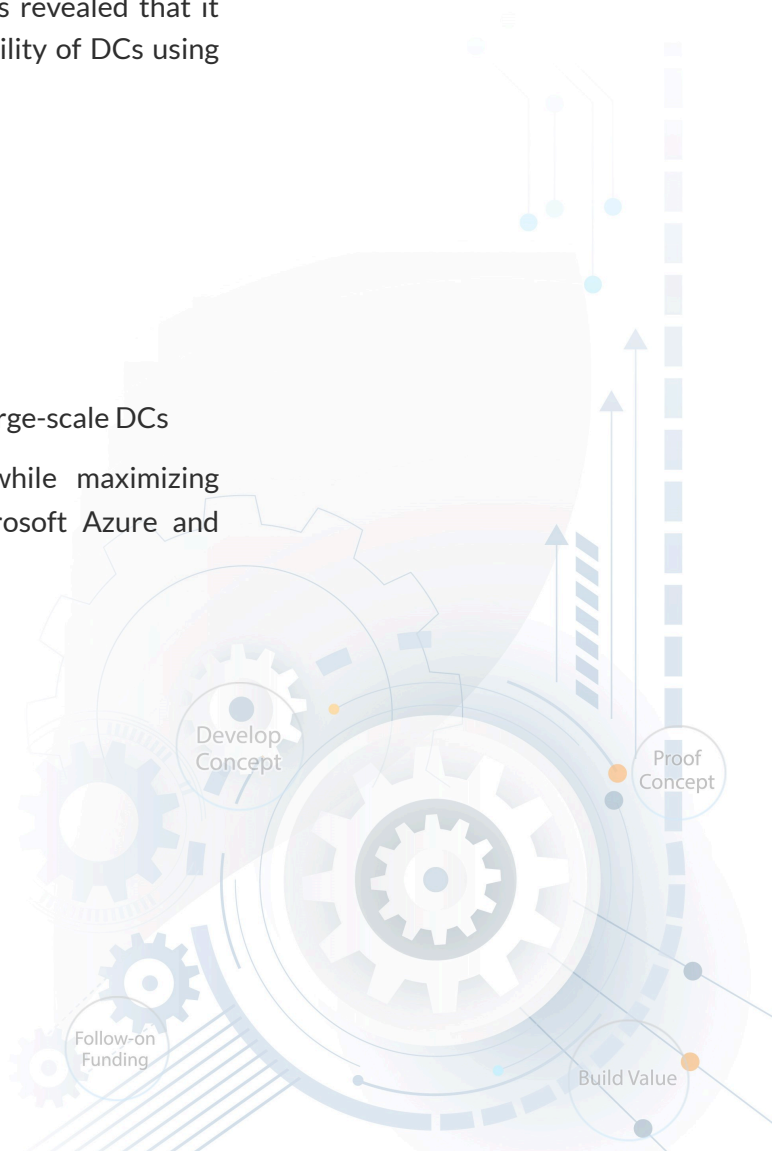 s revealed that it
ility of DCs using
rge-scale DCs
while maximizing
rosoft Azure and
Develop
Concept
Proof
Concept
Follow-on
Funding
Build Value